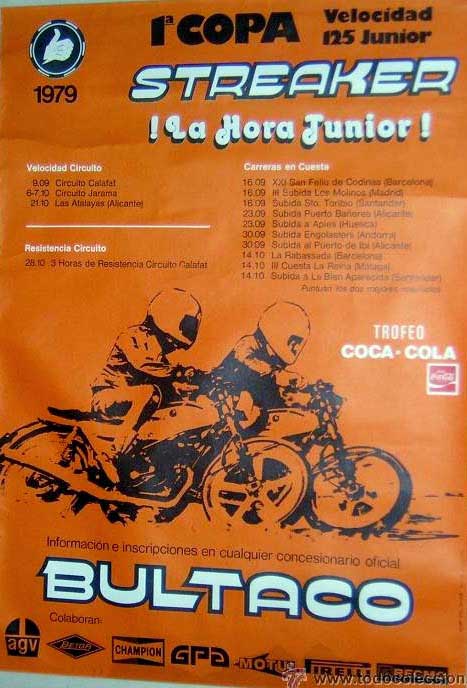 1ª COPA
Velocidad
125 Junior
1979
STREAKER
! La Hora Junior !
Velocidad Circuito
9.09 Circuito Calafat
6-7.10 Circuito Jarama
21.10 Las Atalayas (Alicante)
Resistencia Circuito
28.10 3 Horas de Resistencia Circuito Calafat
Carreras en Cuesta
16.09 XXI San Feliu de Codinas (Barcelona)
16.09 III Subida Los Molinos (Madrid)
16.09 Subida Sto. Toribio (Santander)
23.09 Subida Puerto Bañeres (Alicante)
23.09 Subida a Apies (Huesca)
30.09 Subida Engolasters (Andorra)
30.09 Subida al Puerto de Ibi (Alicante)
14.10 La Rabassada (Barcelona)
14.10 III Cuesta La Reina (Málaga)
14.10 Subida a La Bien Aparecida (Santander)
Puntuan los dos mejores resultados
TROFEO
COCA-COLA
Información e inscripciones en cualquier concesionario oficial
BULTACO
Colaboran:
agv
CHAMPION
GPA
MOTUL
PIRELLI
www.todocoleccion